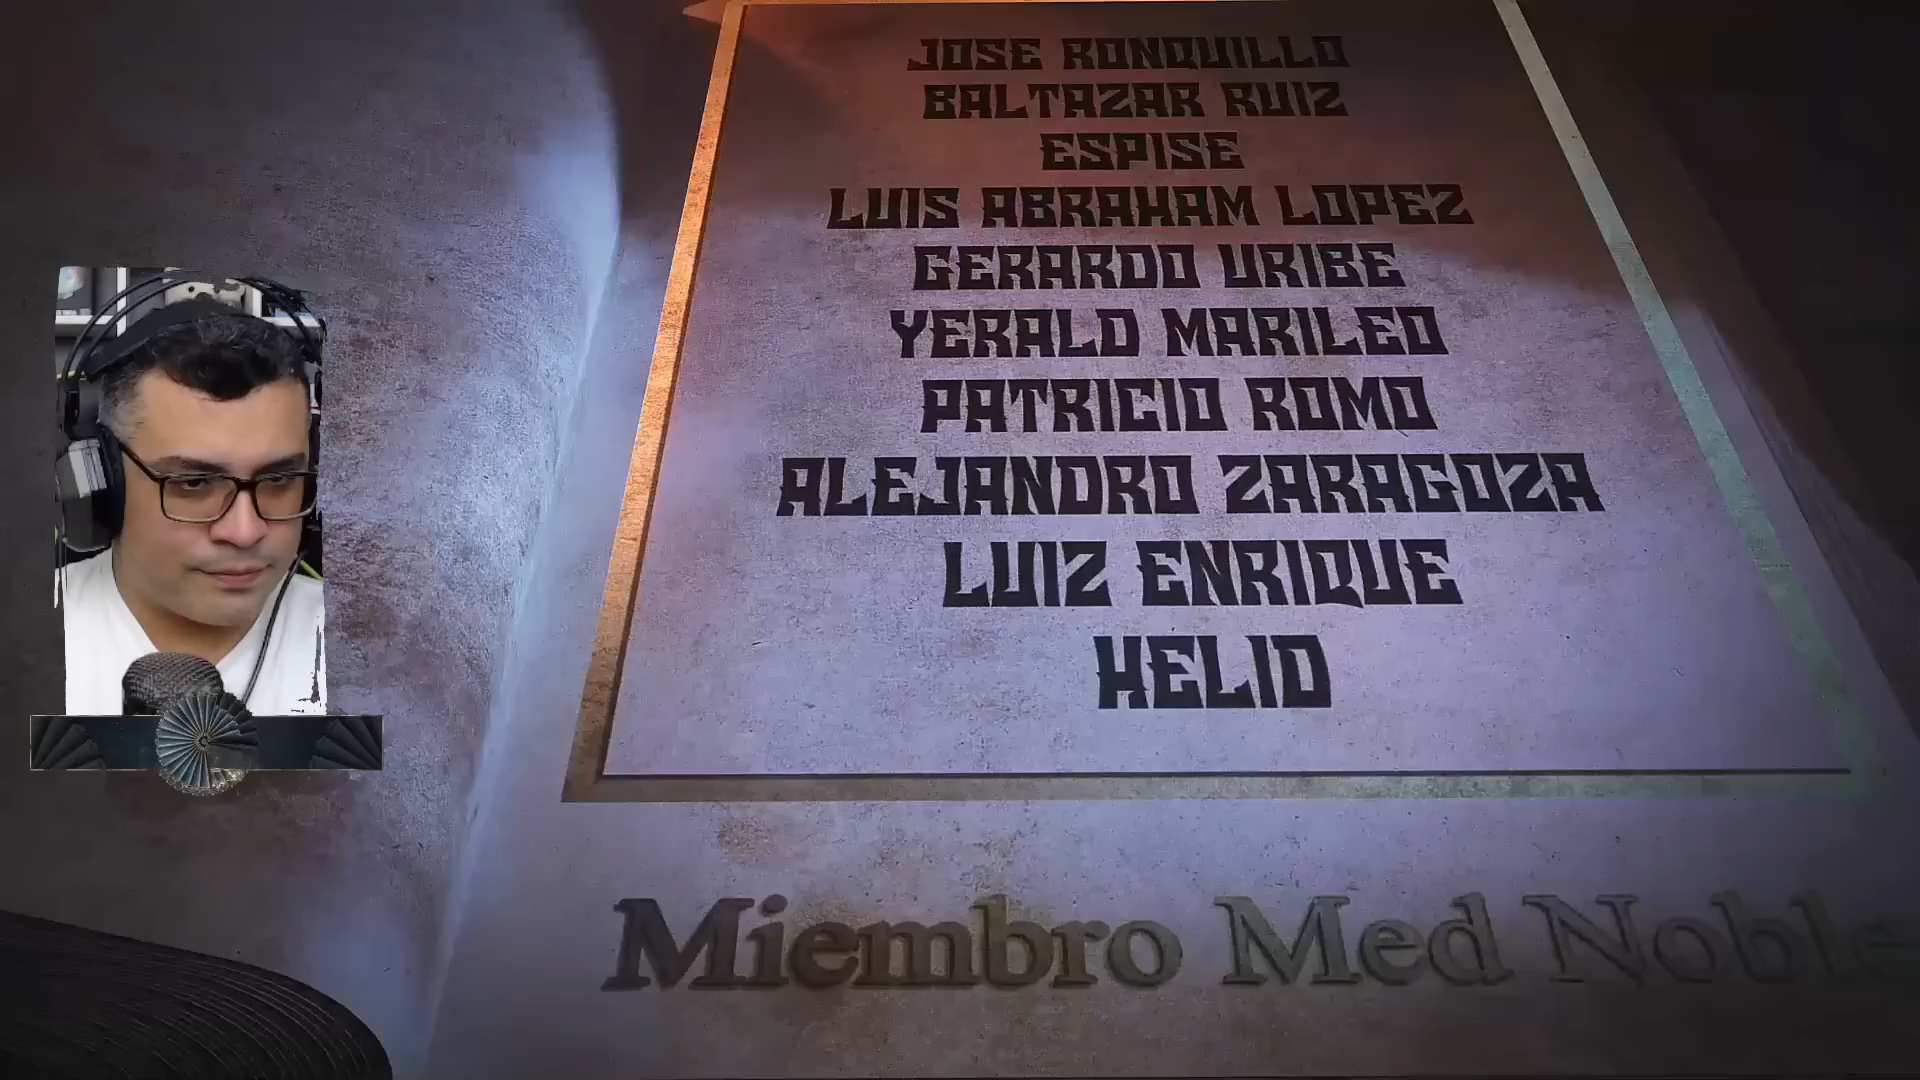 JOSE RONQUILLO
BALTAZAR RUIZ
ESPISE
LUIS ABRAHAM LOPEZ
GERARDO URIBE
YERALD MARILEO
PATRICIO ROMO
ALEJANDRO ZARAGOZA
LUIZ ENRIQUE
HELIO
Miembro Med Noble